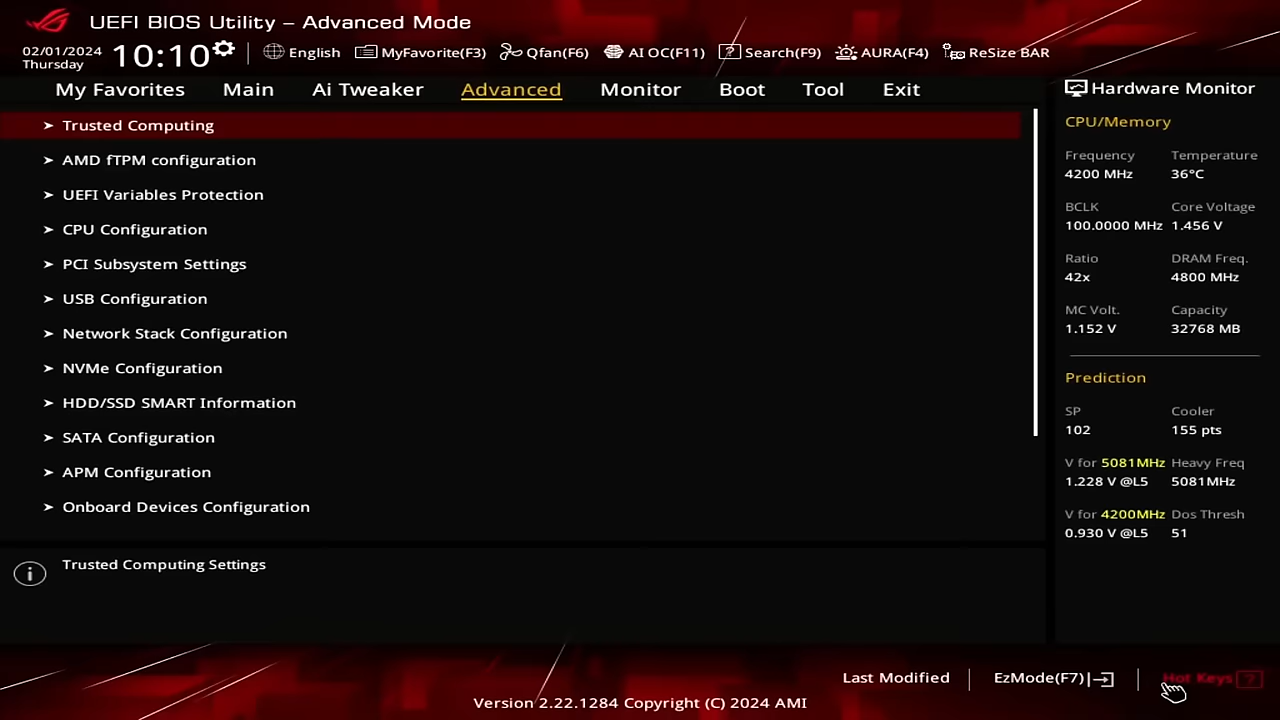 UEFI BIOS Utility – Advanced Mode
02/01/2024
Thursday
10:10
English
MyFavorite(F3)
Qfan(F6)
AI OC(F11)
Search(F9)
AURA(F4)
ReSize BAR
My Favorites
Main
Ai Tweaker
Advanced
Monitor
Boot
Tool
Exit
Trusted Computing
AMD fTPM configuration
UEFI Variables Protection
CPU Configuration
PCI Subsystem Settings
USB Configuration
Network Stack Configuration
NVMe Configuration
HDD/SSD SMART Information
SATA Configuration
APM Configuration
Onboard Devices Configuration
Trusted Computing Settings
Hardware Monitor
CPU/Memory
Frequency Temperature
4200 MHz 36°C
BCLK Core Voltage
100.0000 MHz 1.456 V
Ratio DRAM Freq.
42x 4800 MHz
MC Volt. Capacity
1.152 V 32768 MB
Prediction
SP Cooler
102 155 pts
V for 5081MHz Heavy Freq
1.228 V @L5 5081MHz
V for 4200MHz Dos Thresh
0.930 V @L5 51
Last Modified
EzMode(F7)
Hot Keys ?
Version 2.22.1284 Copyright (C) 2024 AMI